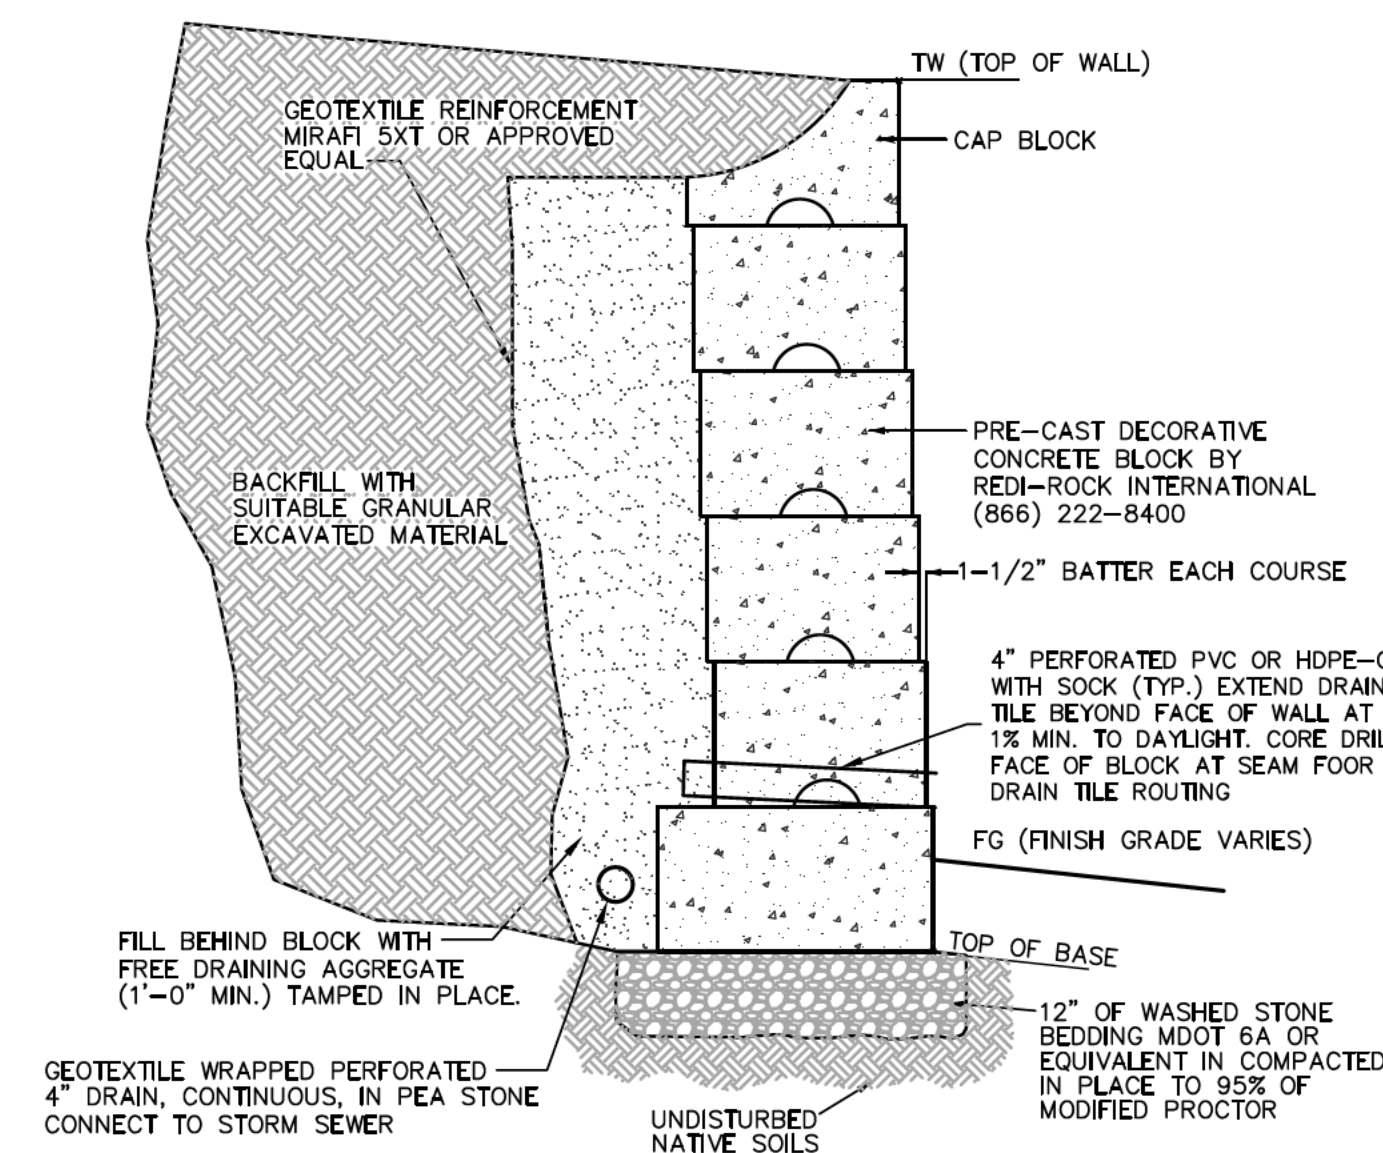 TW (TOP OF WALL)
GEOTEXTILE REINFORCEMENT
MIRAFI 5XT OR APPROVED
EQUAL
CAP BLOCK
PRE-CAST DECORATIVE
CONCRETE BLOCK BY
REDI-ROCK INTERNATIONAL
(866) 222-8400
BACKFILL WITH
SUITABLE GRANULAR
EXCAVATED MATERIAL
1-1/2" BATTER EACH COURSE
4" PERFORATED PVC OR HDPE-
WITH SOCK (TYP.) EXTEND DRAIN
TILE BEYOND FACE OF WALL AT
1% MIN. TO DAYLIGHT. CORE DRIL
FACE OF BLOCK AT SEAM FOOR
DRAIN TILE ROUTING
FG (FINISH GRADE VARIES)
FILL BEHIND BLOCK WITH
FREE DRAINING AGGREGATE
(1'-0" MIN.) TAMPED IN PLACE.
TOP OF BASE
12" OF WASHED STONE
BEDDING MDOT 6A OR
EQUIVALENT IN COMPACTED
IN PLACE TO 95% OF
MODIFIED PROCTOR
GEOTEXTILE WRAPPED PERFORATED
4" DRAIN, CONTINUOUS, IN PEA STONE
CONNECT TO STORM SEWER
UNDISTURBED
NATIVE SOILS